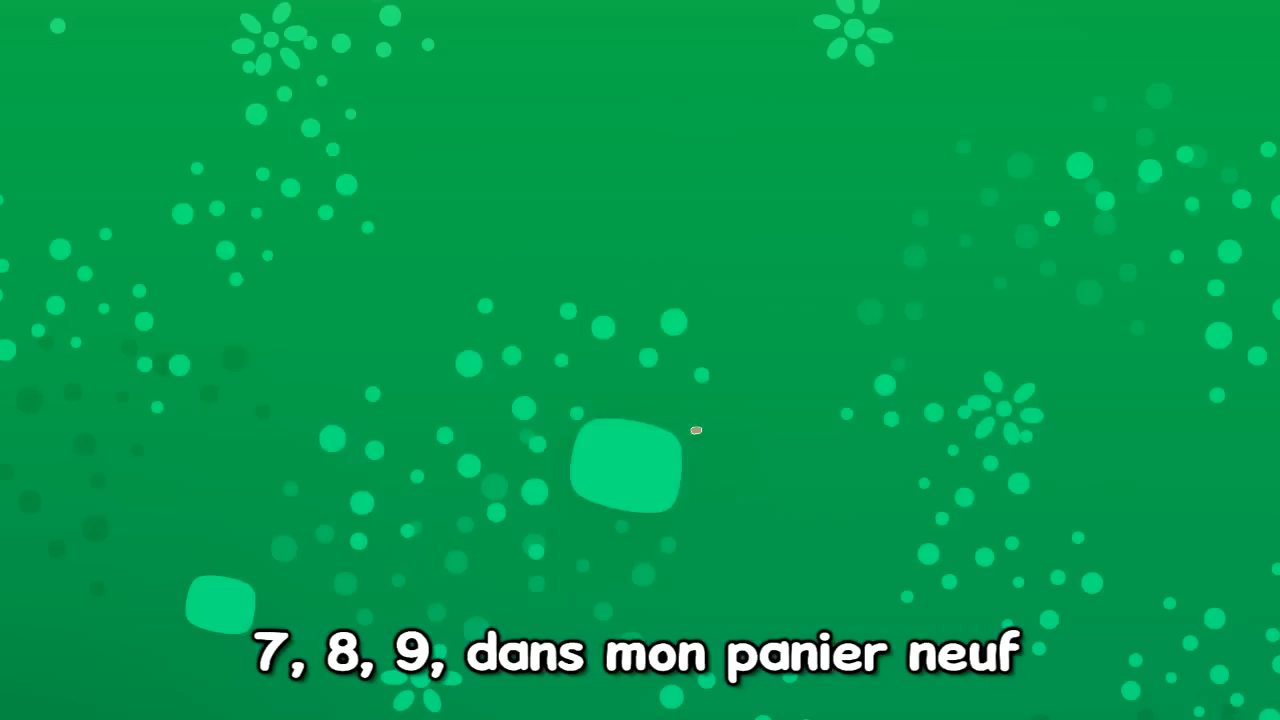 7, 8, 9, dans mon panier neuf